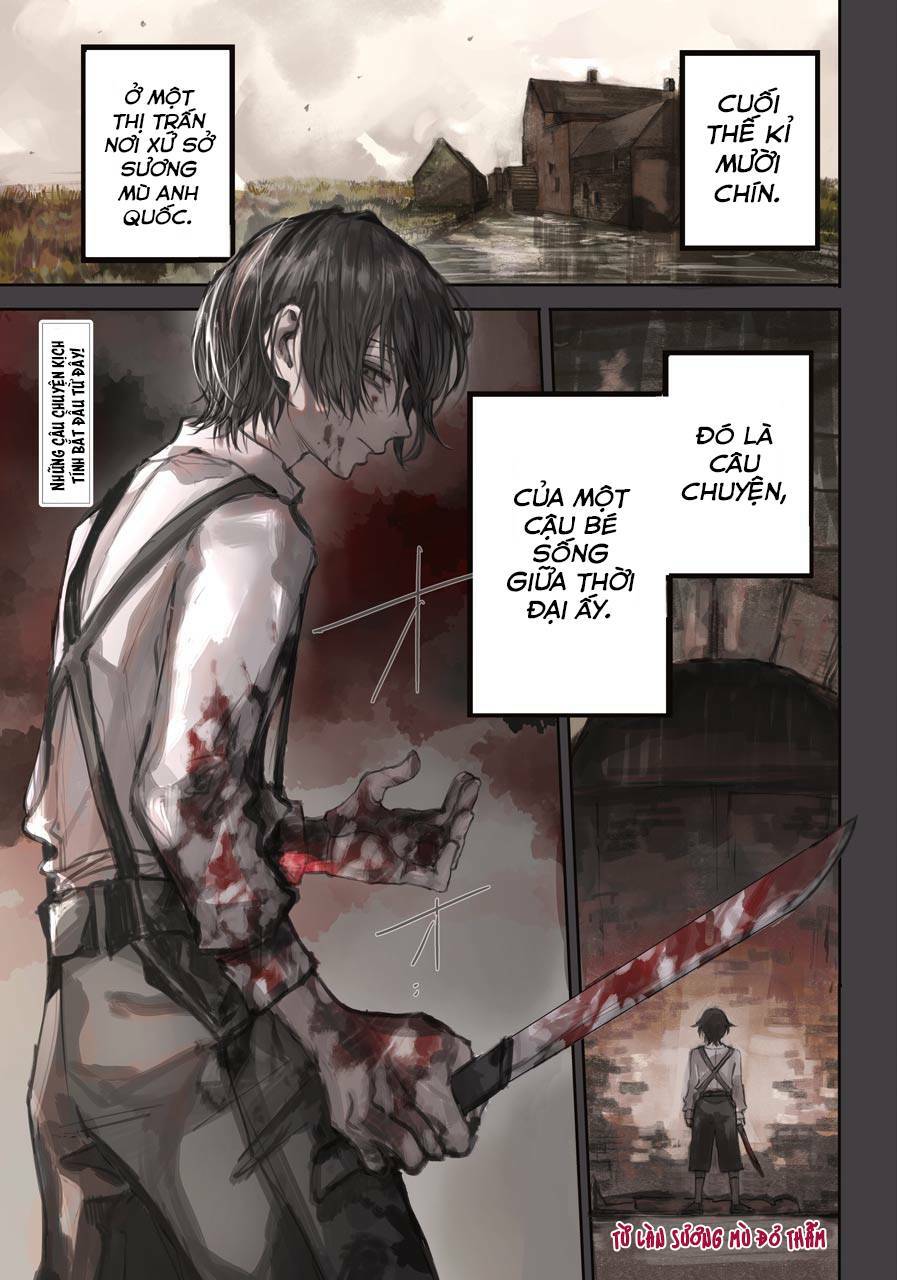 CUỐI
THẾ KỈ
MƯỜI
CHÍN.
Ở MỘT
THỊ TRẤN
NƠI XỨ SỞ
SƯƠNG
MÙ ANH
QUỐC.
ĐÓ LÀ
CÂU
CHUYỆN,
CỦA MỘT
CẬU BÉ
SỐNG
GIỮA THỜI
ĐẠI ẤY.
NHỮNG CÂU CHUYỆN KỊCH
TÍNH BẮT ĐẦU TỪ ĐÂY!
オ
オ
:
TỪ LÀN SƯƠNG MÙ ĐỎ THẪM